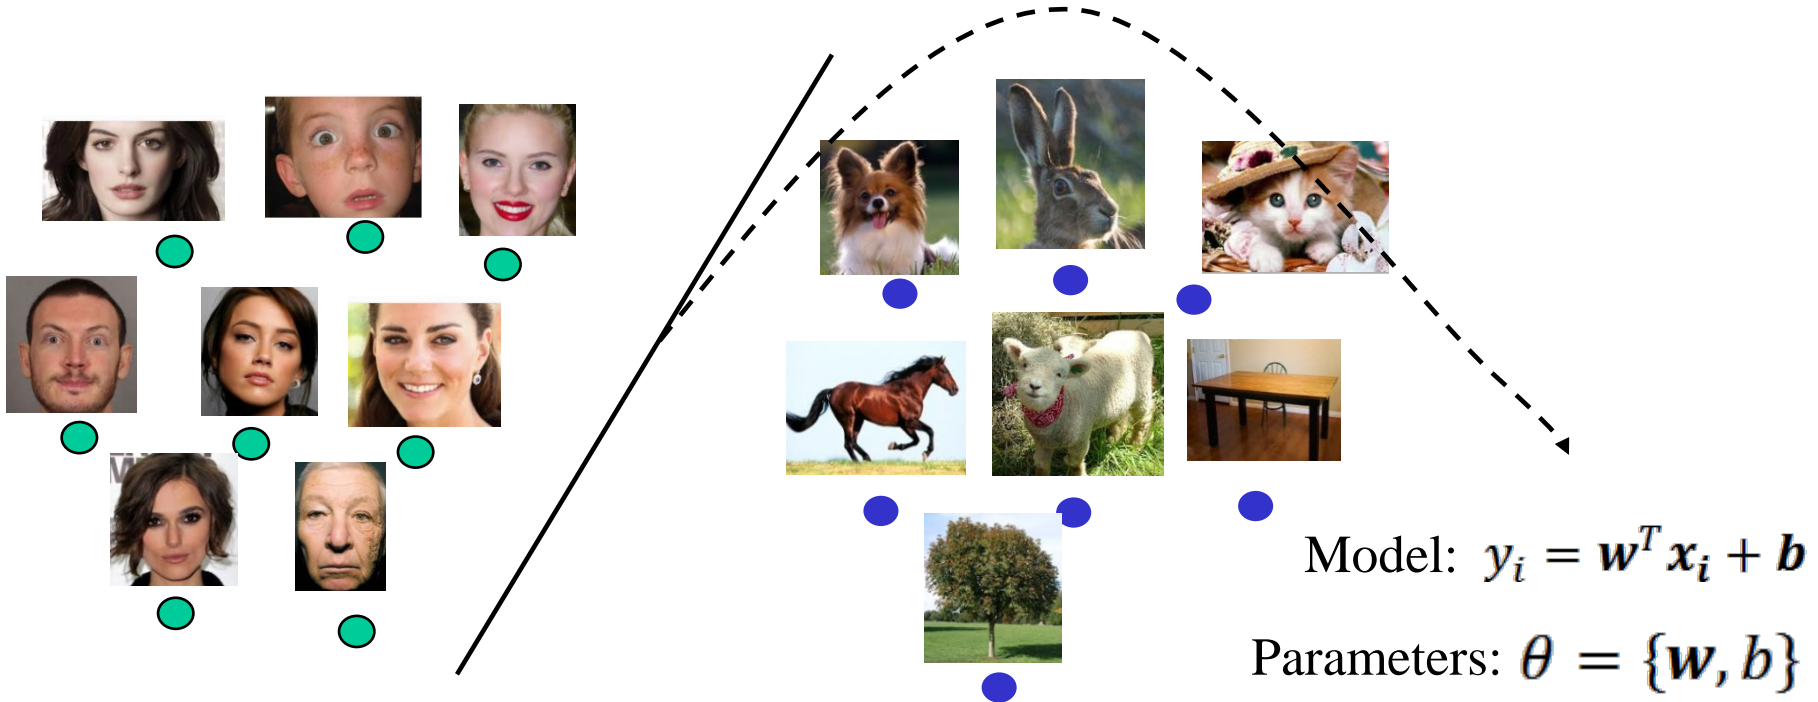 Model: yᵢ = wᵀxᵢ + b
Parameters: θ = {w, b}